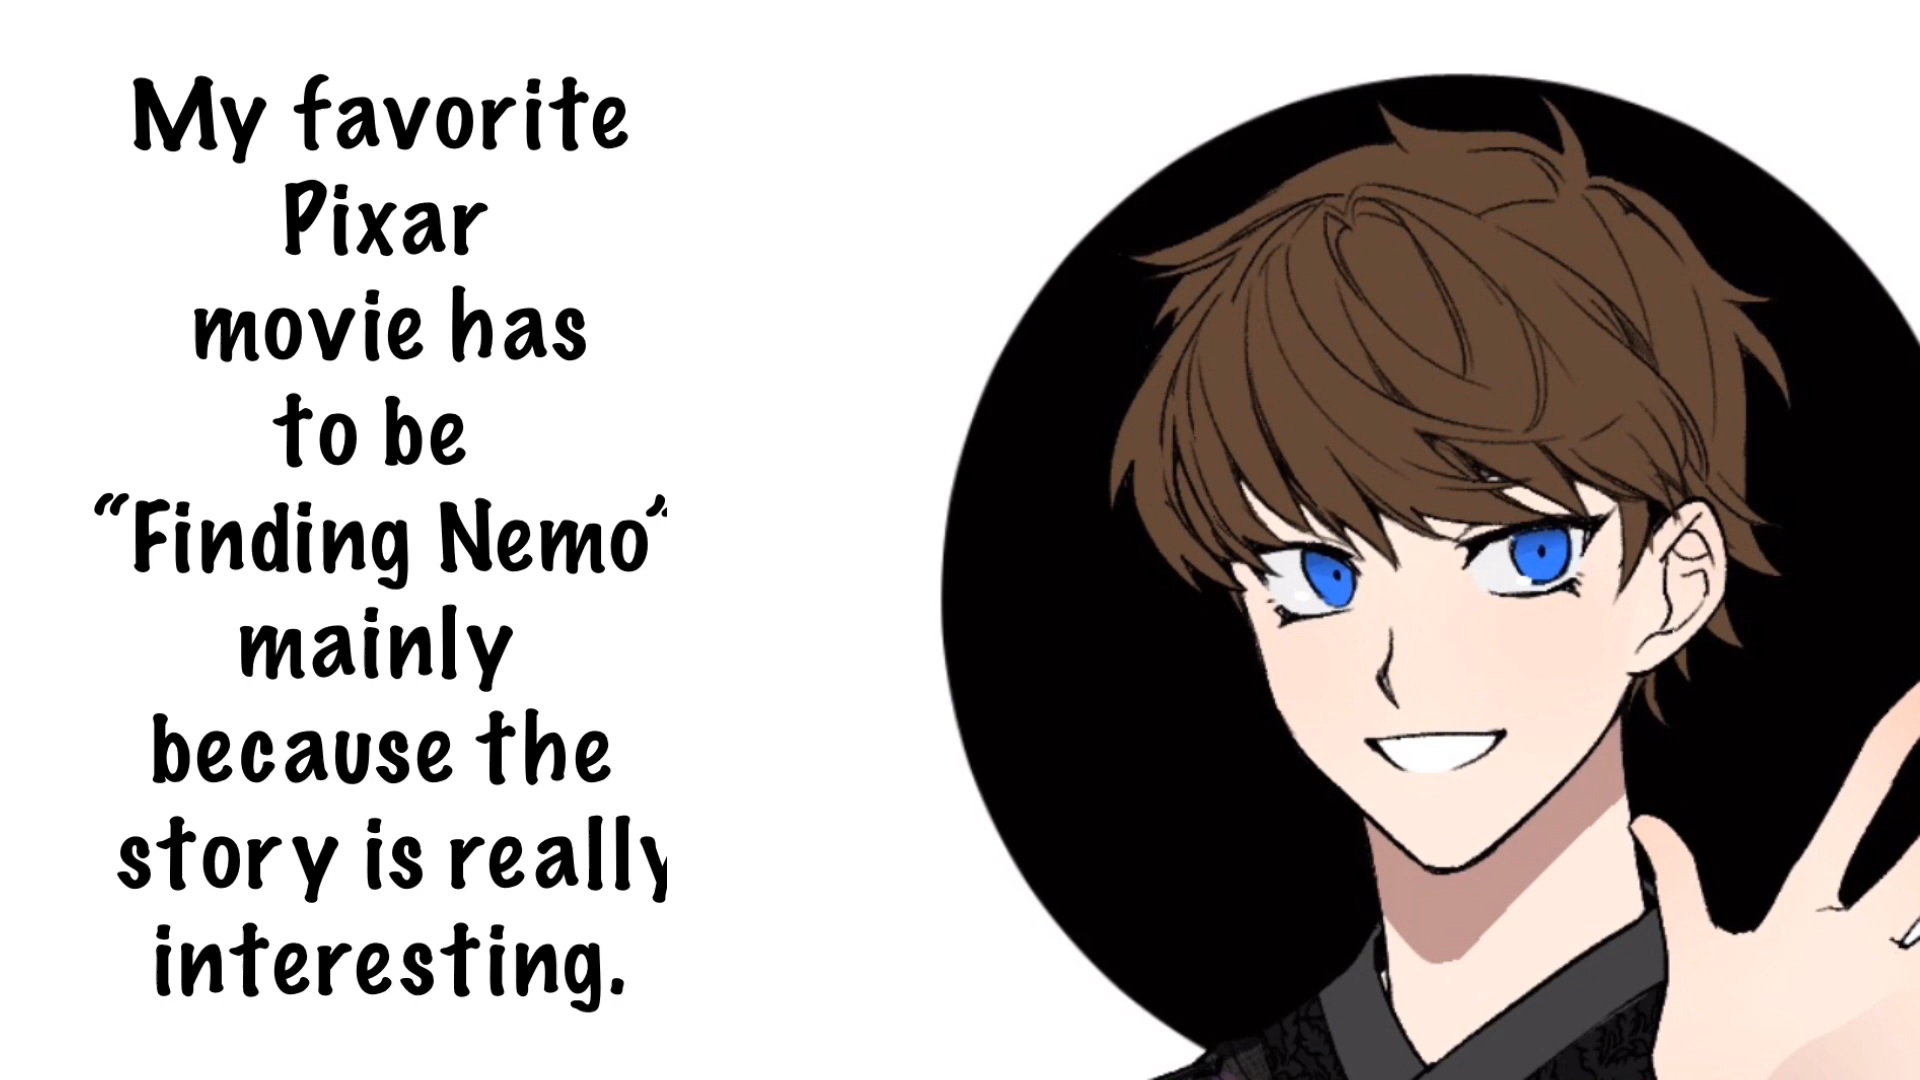 My favorite
Pixar
movie has
to be
“Finding Nemo”
mainly
because the
story is really
interesting.